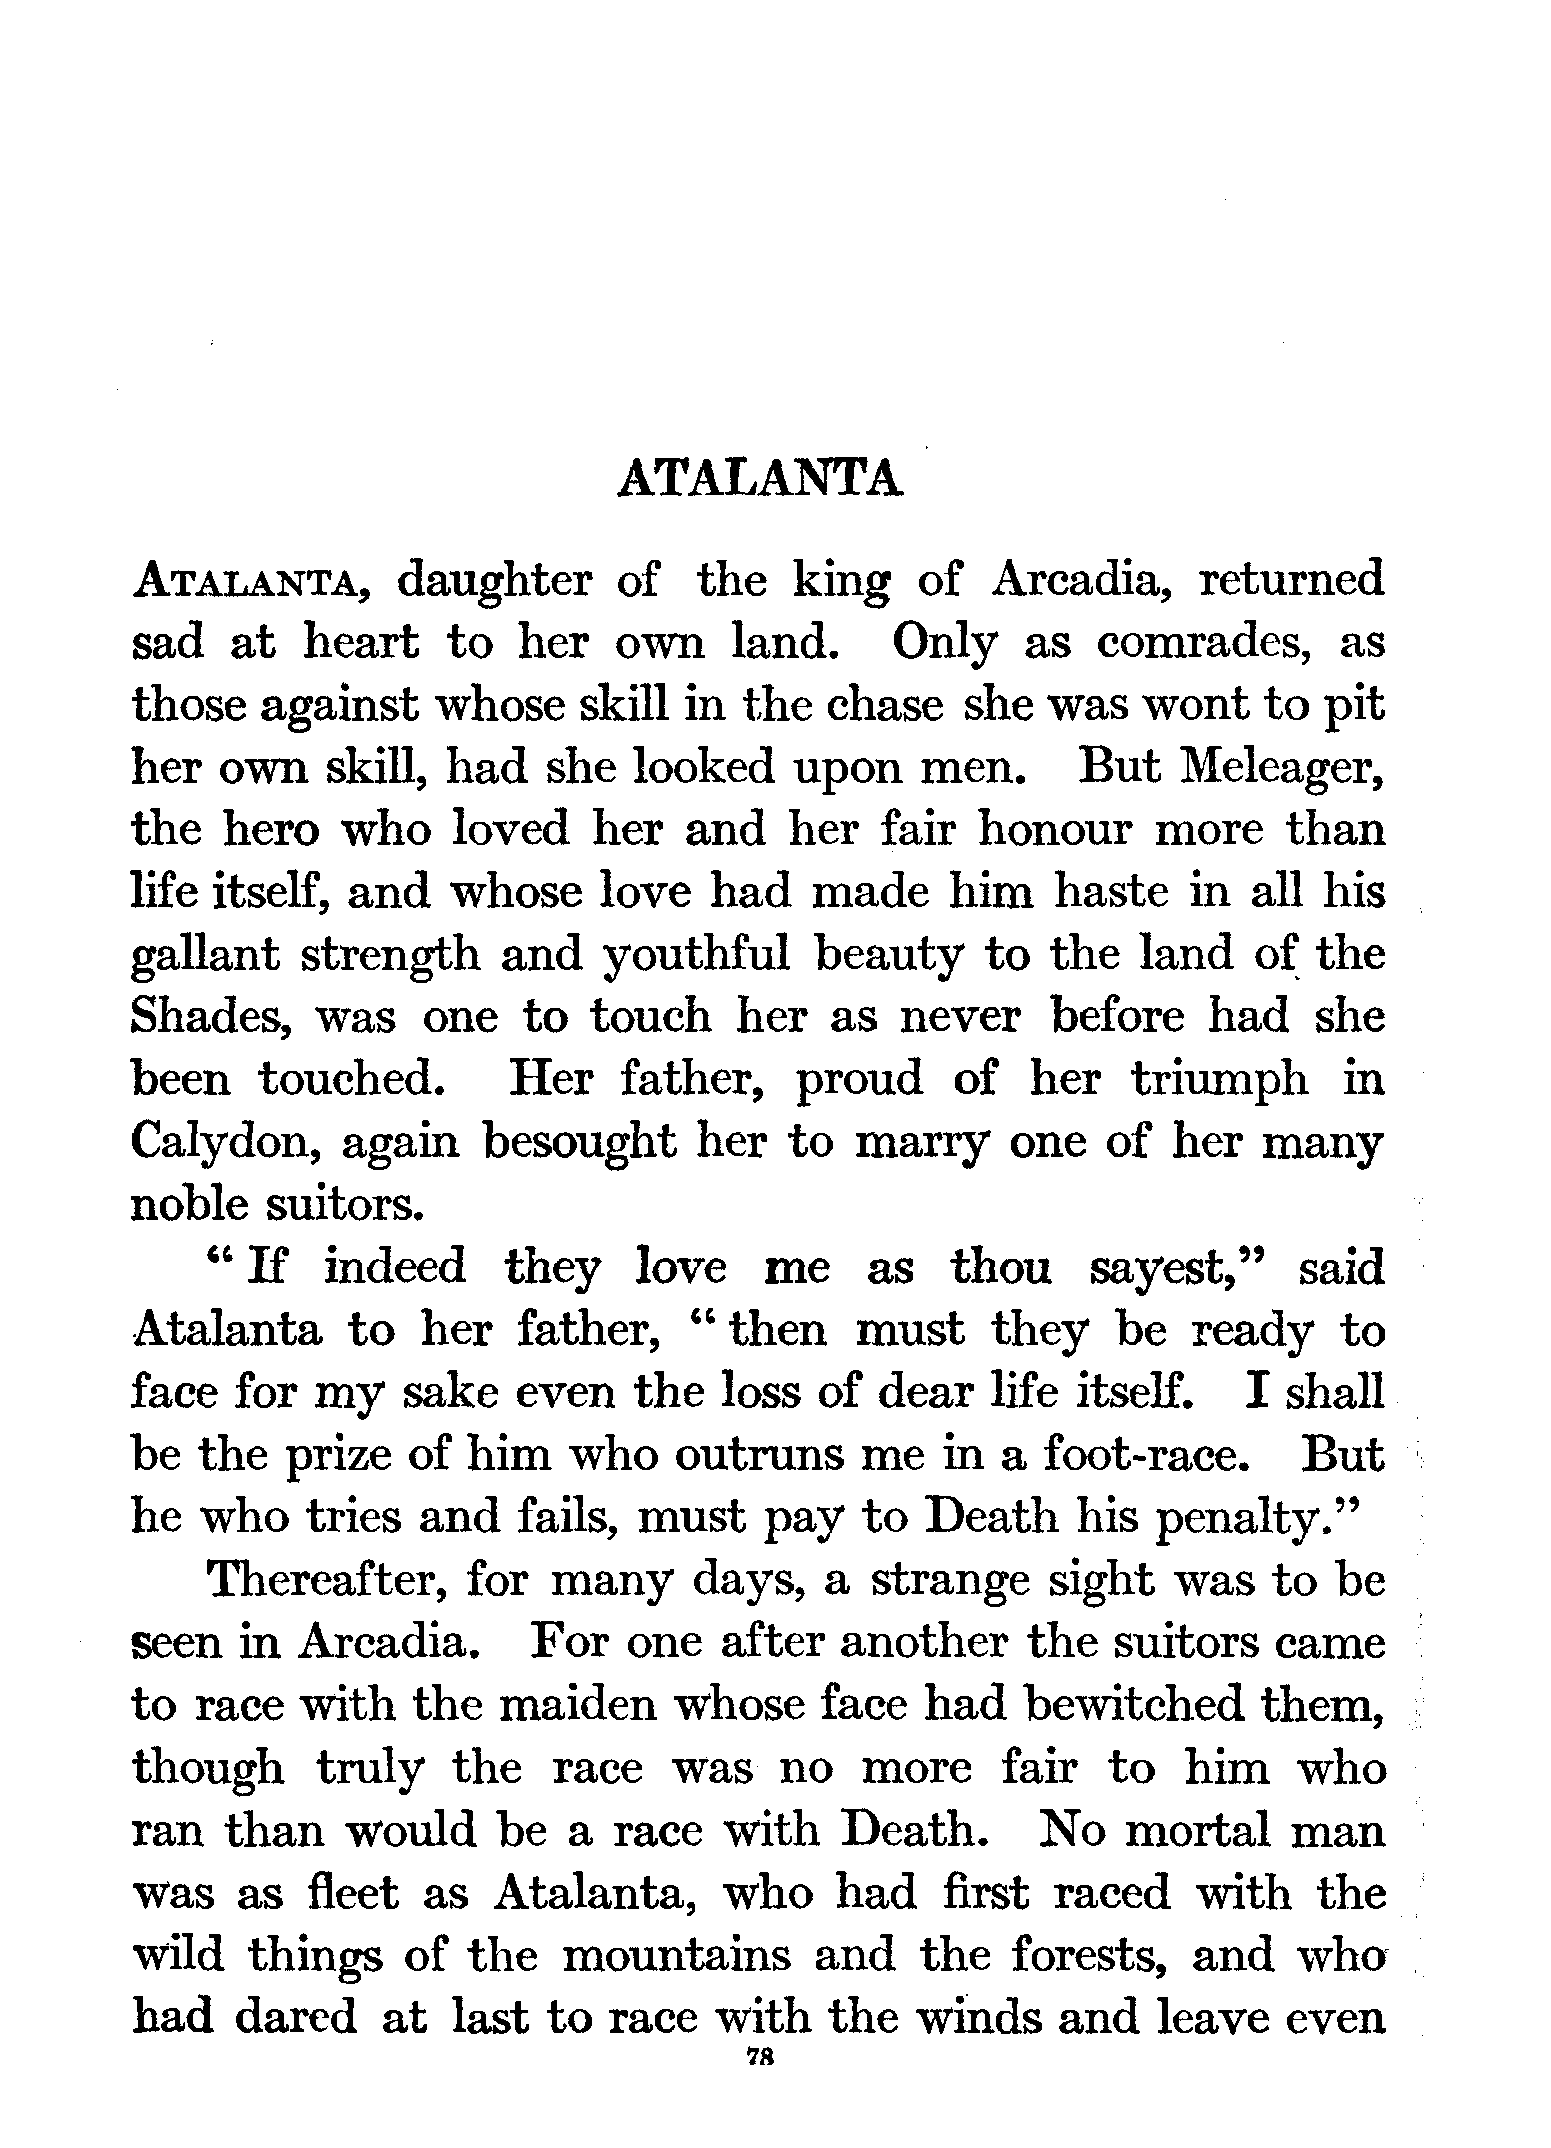 ATALANTA
ATALANTA, daughter of the king of Arcadia, returned
sad at heart to her own land. Only as comrades, as
those against whose skill in the chase she was wont to pit
her own skill, had she looked upon men. But Meleager,
the hero who loved her and her fair honour more than
life itself, and whose love had made him haste in all his
gallant strength and youthful beauty to the land of the
Shades, was one to touch her as never before had she
been touched. Her father, proud of her triumph in
Calydon, again besought her to marry one of her many
noble suitors.
“ If indeed they love me as thou sayest,” said
Atalanta to her father, “ then must they be ready to
face for my sake even the loss of dear life itself. I shall
be the prize of him who outruns me in a foot-race. But
he who tries and fails, must pay to Death his penalty.”
Thereafter, for many days, a strange sight was to be
seen in Arcadia. For one after another the suitors came
to race with the maiden whose face had bewitched them,
though truly the race was no more fair to him who
ran than would be a race with Death. No mortal man
was as fleet as Atalanta, who had first raced with the
wild things of the mountains and the forests, and who
had dared at last to race with the winds and leave even
78